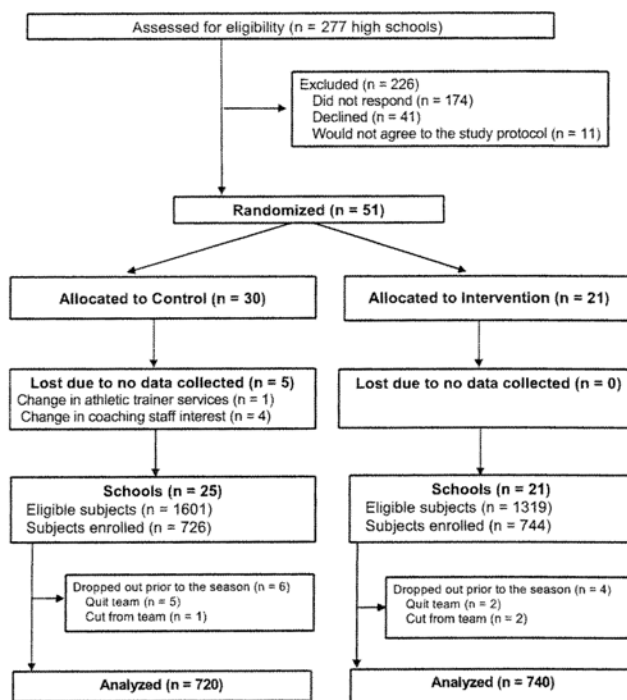 Assessed for eligibility (n = 277 high schools)
Excluded (n = 226)
Did not respond (n = 174)
Declined (n = 41)
Would not agree to the study protocol (n = 11)
Randomized (n = 51)
Allocated to Control (n = 30)
Allocated to Intervention (n = 21)
Lost due to no data collected (n = 5)
Change in athletic trainer services (n = 1)
Change in coaching staff interest (n = 4)
Lost due to no data collected (n = 0)
Schools (n = 25)
Eligible subjects (n = 1601)
Subjects enrolled (n = 726)
Schools (n = 21)
Eligible subjects (n = 1319)
Subjects enrolled (n = 744)
Dropped out prior to the season (n = 6)
Quit team (n = 5)
Cut from team (n = 1)
Dropped out prior to the season (n = 4)
Quit team (n = 2)
Cut from team (n = 2)
Analyzed (n = 720)
Analyzed (n = 740)